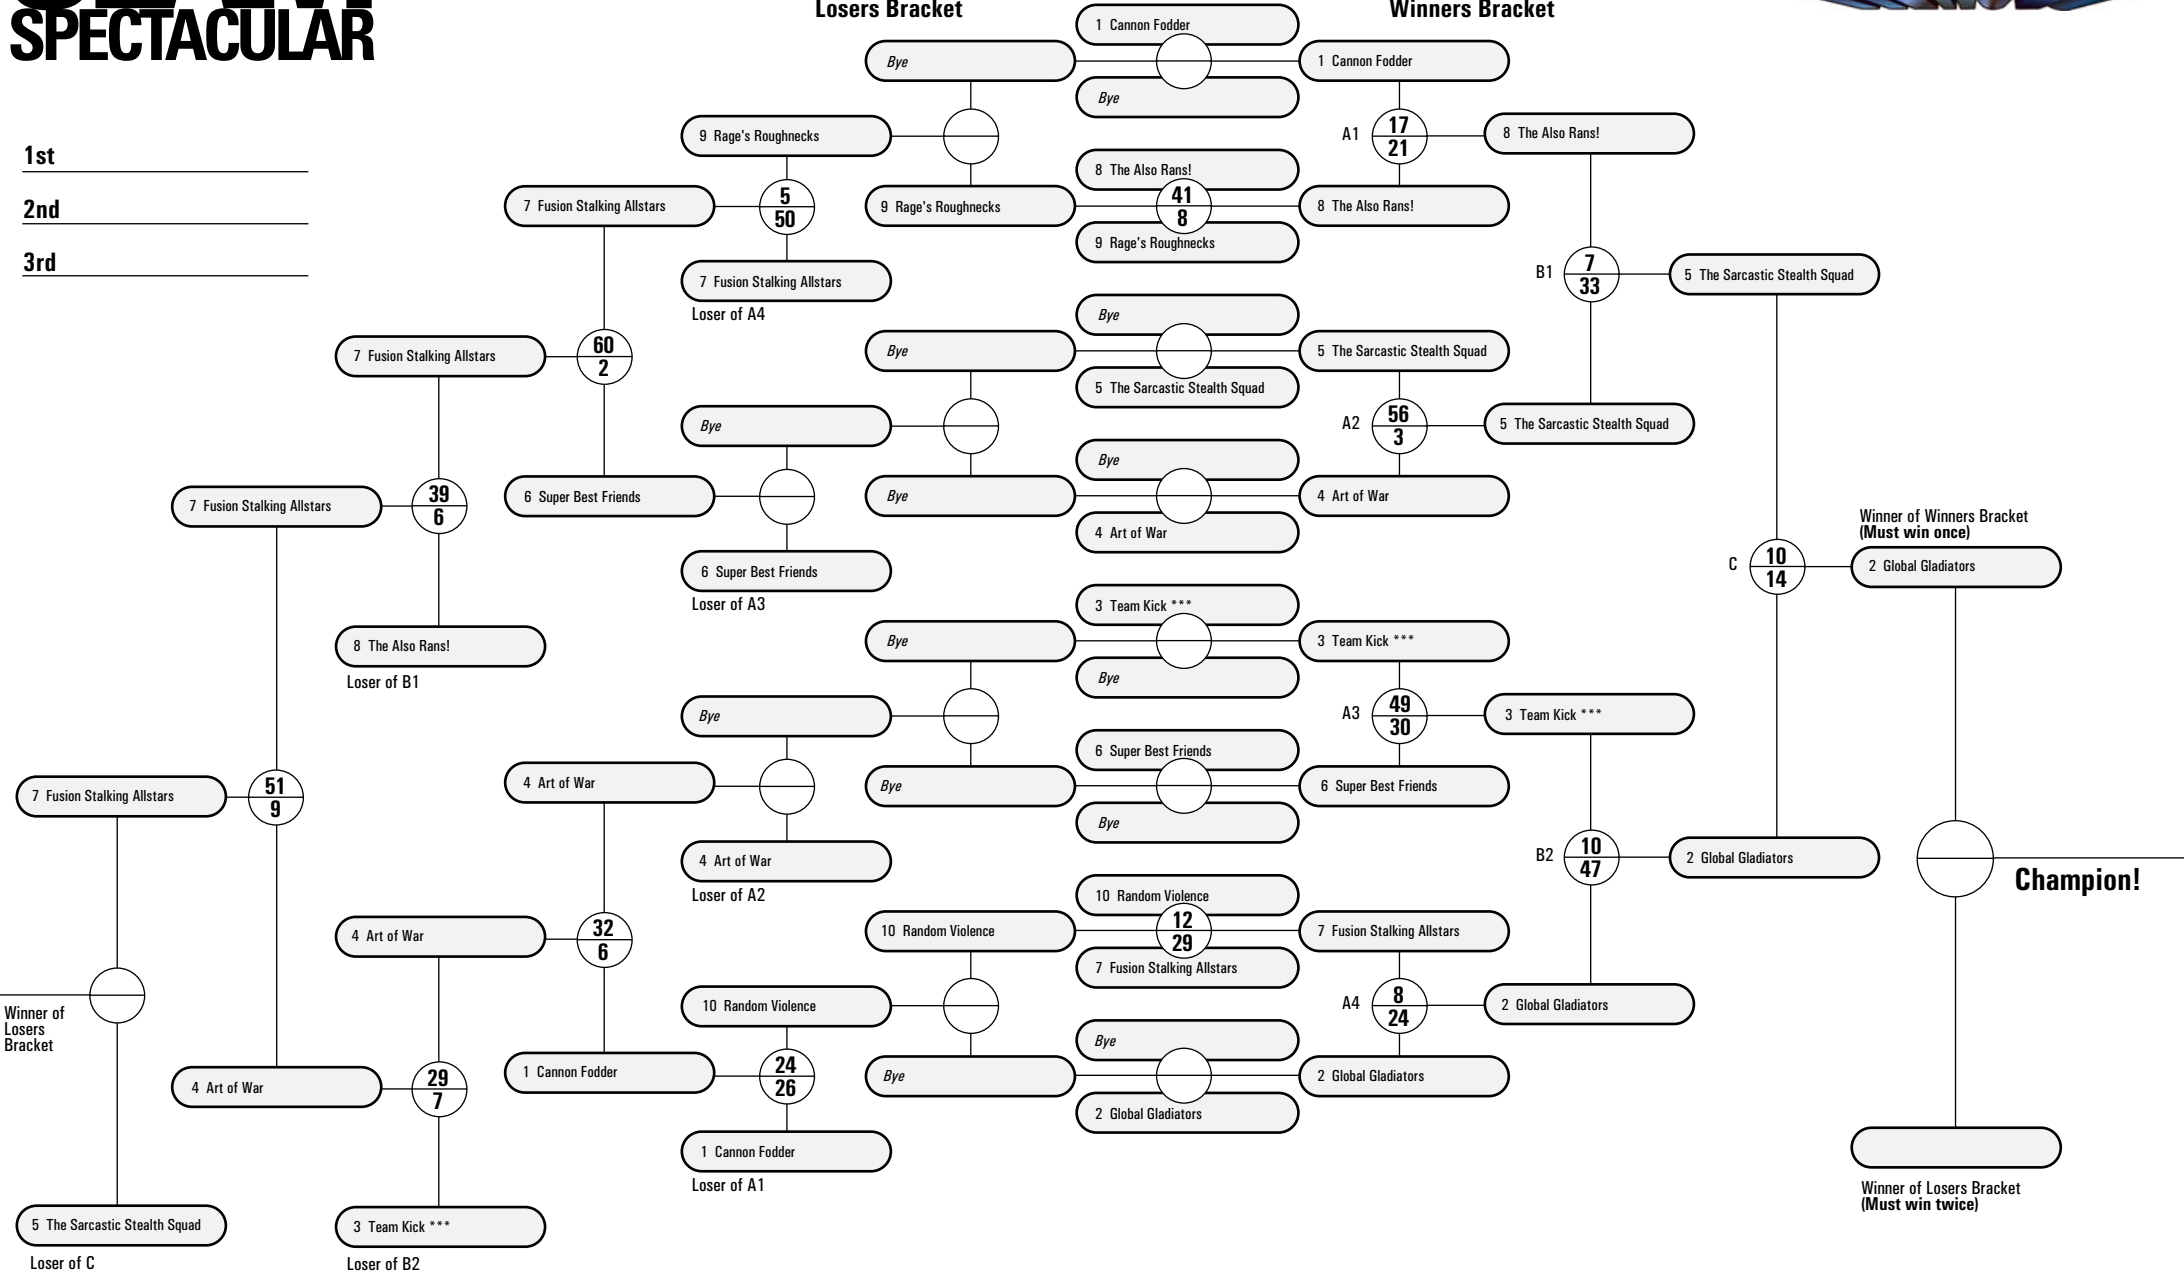 SPECTACULAR
1st
2nd
3rd
Losers Bracket
Winners Bracket
1 Cannon Fodder
Bye
1 Cannon Fodder
Bye
A1
17
21
8 The Also Rans!
9 Rage's Roughnecks
8 The Also Rans!
41
8
9 Rage's Roughnecks
8 The Also Rans!
9 Rage's Roughnecks
7 Fusion Stalking Allstars
5
50
7 Fusion Stalking Allstars
Loser of A4
B1
7
33
5 The Sarcastic Stealth Squad
Bye
Bye
5 The Sarcastic Stealth Squad
5 The Sarcastic Stealth Squad
7 Fusion Stalking Allstars
60
2
Bye
A2
56
3
5 The Sarcastic Stealth Squad
Bye
Bye
4 Art of War
4 Art of War
7 Fusion Stalking Allstars
39
6
6 Super Best Friends
6 Super Best Friends
Loser of A3
Winner of Winners Bracket
(Must win once)
C
10
14
2 Global Gladiators
3 Team Kick ***
Bye
3 Team Kick ***
Bye
8 The Also Rans!
Loser of B1
Bye
A3
49
30
3 Team Kick ***
6 Super Best Friends
Bye
6 Super Best Friends
Bye
7 Fusion Stalking Allstars
51
9
4 Art of War
4 Art of War
Loser of A2
B2
10
47
2 Global Gladiators
Champion!
10 Random Violence
10 Random Violence
12
29
7 Fusion Stalking Allstars
7 Fusion Stalking Allstars
4 Art of War
32
6
10 Random Violence
A4
8
24
2 Global Gladiators
Winner of
Losers
Bracket
Bye
Bye
2 Global Gladiators
2 Global Gladiators
4 Art of War
29
7
1 Cannon Fodder
24
26
1 Cannon Fodder
Loser of A1
Winner of Losers Bracket
(Must win twice)
5 The Sarcastic Stealth Squad
Loser of C
3 Team Kick ***
Loser of B2